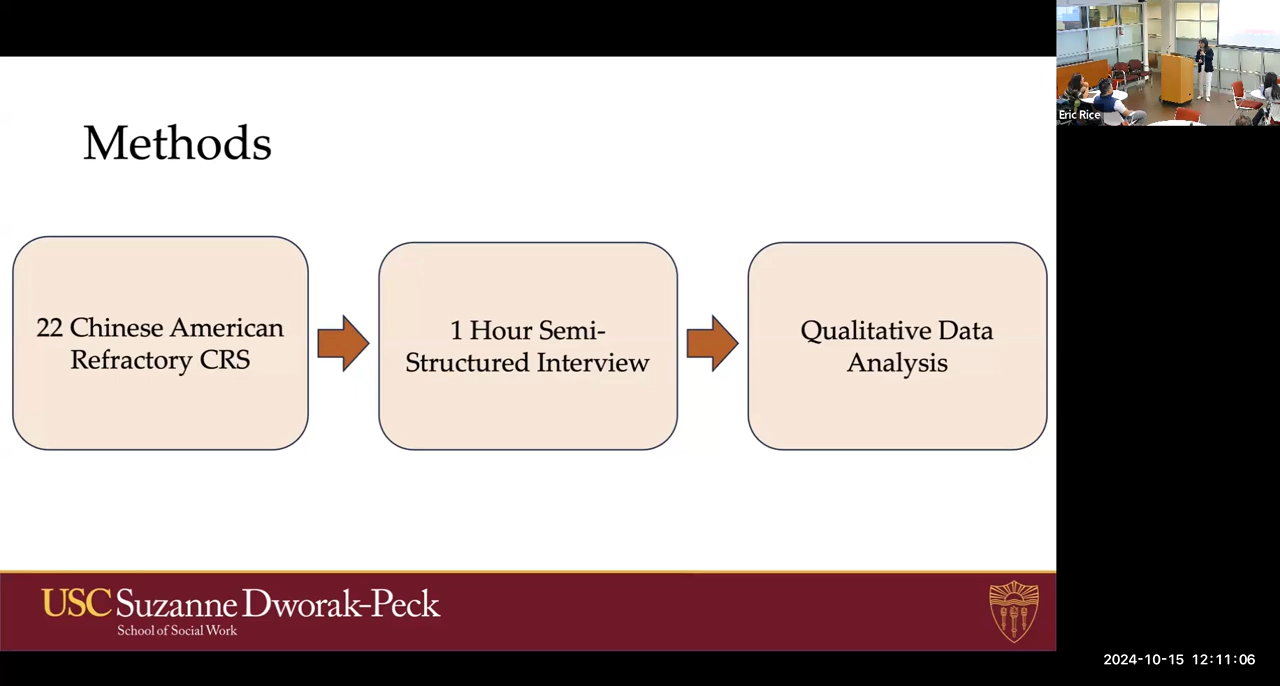 Methods
22 Chinese American
Refractory CRS
1 Hour Semi-
Structured Interview
Qualitative Data
Analysis
USC Suzanne Dworak-Peck
School of Social Work
Eric Rice
2024-10-15 12:11:06